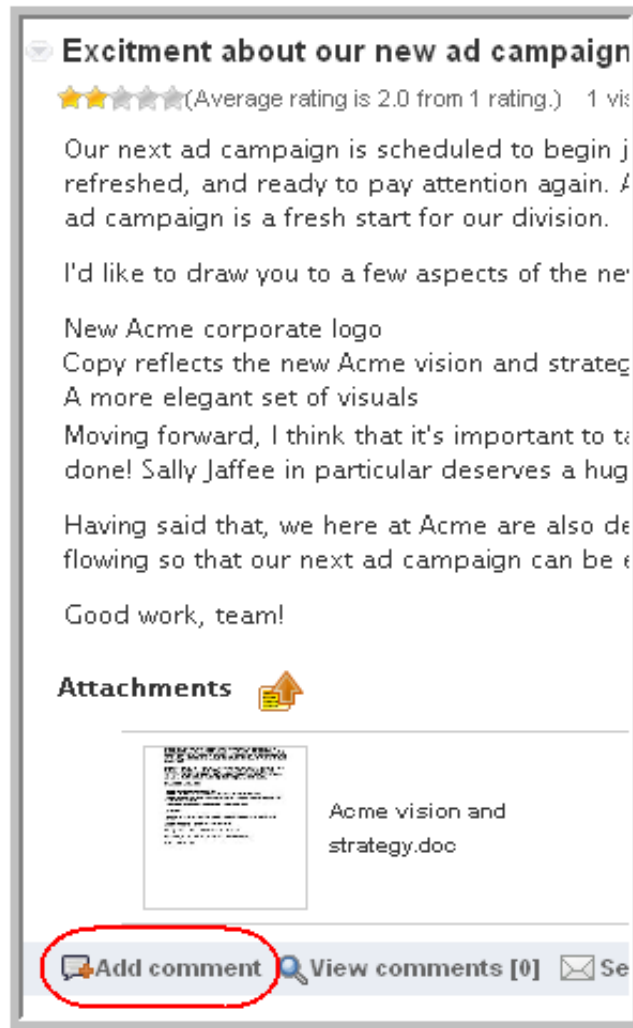 Excitment about our new ad campaign
(Average rating is 2.0 from 1 rating.) 1 vis
Our next ad campaign is scheduled to begin j
refreshed, and ready to pay attention again. A
ad campaign is a fresh start for our division.
I'd like to draw you to a few aspects of the ne
New Acme corporate logo
Copy reflects the new Acme vision and strateg
A more elegant set of visuals
Moving forward, I think that it's important to ta
done! Sally Jaffee in particular deserves a hug
Having said that, we here at Acme are also de
flowing so that our next ad campaign can be e
Good work, team!
Attachments
Acme vision and
strategy.doc
Add comment View comments [0] Se